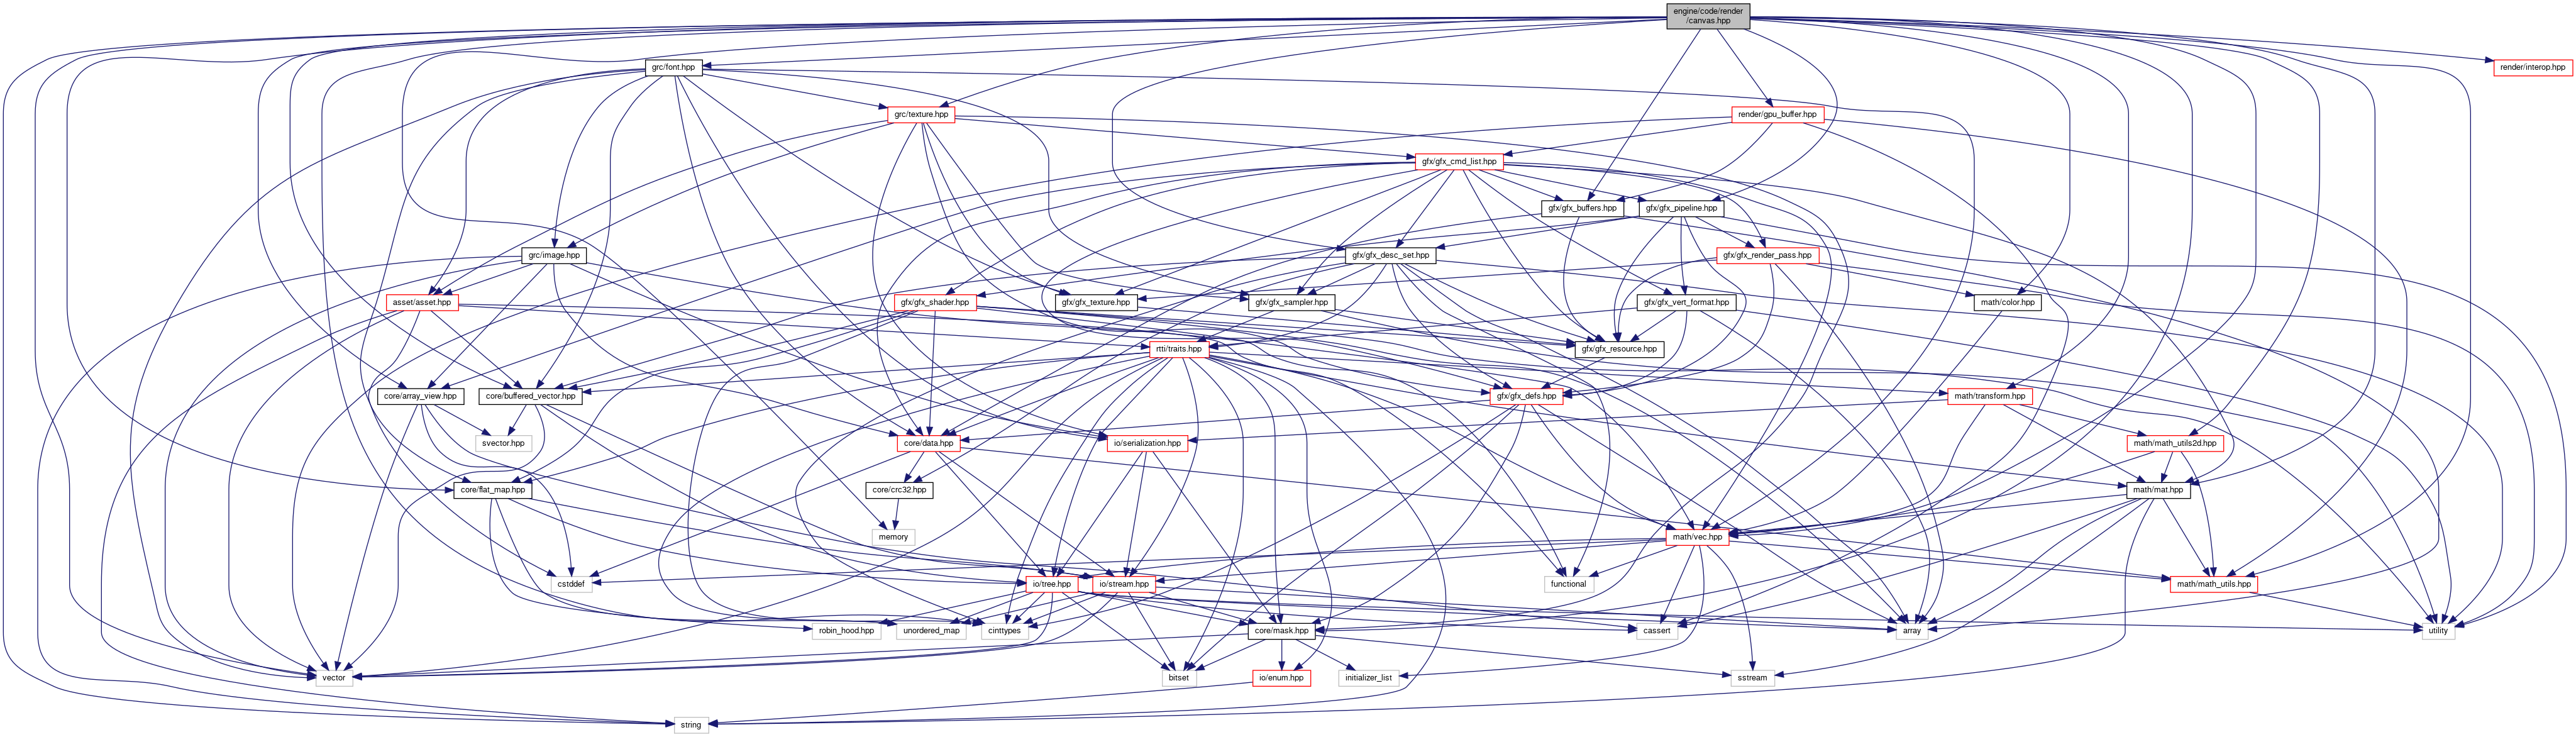 engine/code/render
/canvas.hpp
grc/font.hpp
render/interop.hpp
grc/texture.hpp
render/gpu_buffer.hpp
gfx/gfx_cmd_list.hpp
gfx/gfx_buffers.hpp
gfx/gfx_pipeline.hpp
grc/image.hpp
gfx/gfx_desc_set.hpp
gfx/gfx_render_pass.hpp
asset/asset.hpp
gfx/gfx_shader.hpp
gfx/gfx_texture.hpp
gfx/gfx_sampler.hpp
gfx/gfx_vert_format.hpp
math/color.hpp
rtti/traits.hpp
gfx/gfx_resource.hpp
core/array_view.hpp
core/buffered_vector.hpp
gfx/gfx_defs.hpp
math/transform.hpp
svector.hpp
core/data.hpp
io/serialization.hpp
math/math_utils2d.hpp
core/flat_map.hpp
core/crc32.hpp
math/mat.hpp
memory
math/vec.hpp
cstddef
io/tree.hpp
io/stream.hpp
functional
math/math_utils.hpp
robin_hood.hpp
unordered_map
cinttypes
core/mask.hpp
cassert
array
utility
vector
bitset
io/enum.hpp
initializer_list
sstream
string